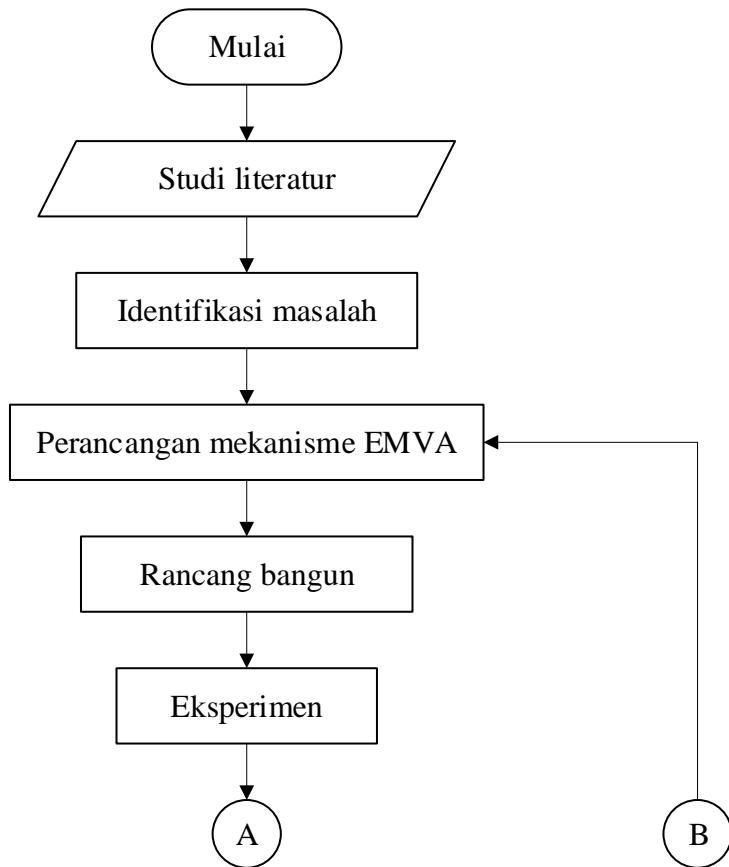 Mulai
Studi literatur
Identifikasi masalah
Perancangan mekanisme EMVA
Rancang bangun
Eksperimen
A
B